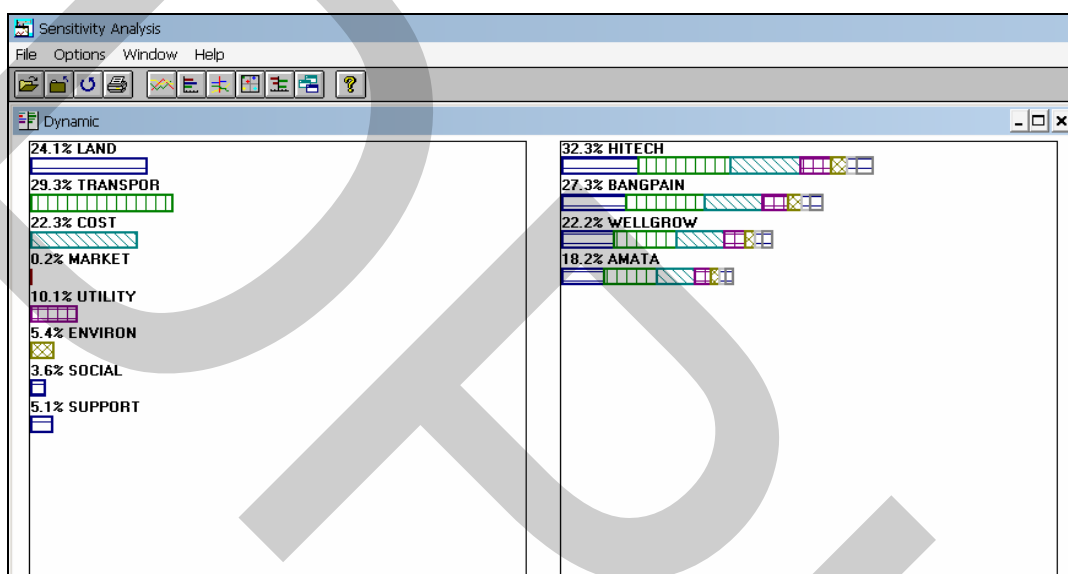 Sensitivity Analysis
File Options Window Help
Dynamic
24.1% LAND
29.3% TRANSPOR
22.3% COST
0.2% MARKET
10.1% UTILITY
5.4% ENVIRON
3.6% SOCIAL
5.1% SUPPORT
32.3% HITECH
27.3% BANGPAIN
22.2% WELLGROW
18.2% AMATA